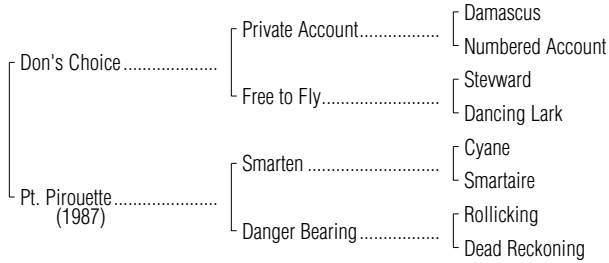 Damascus
Private Account..................
Numbered Account
Don's Choice.....................
Stevward
Free to Fly...........................
Dancing Lark
Cyane
Smarten ..............................
Smartaire
Pt. Pirouette.......................
(1987)
Rollicking
Danger Bearing..................
Dead Reckoning